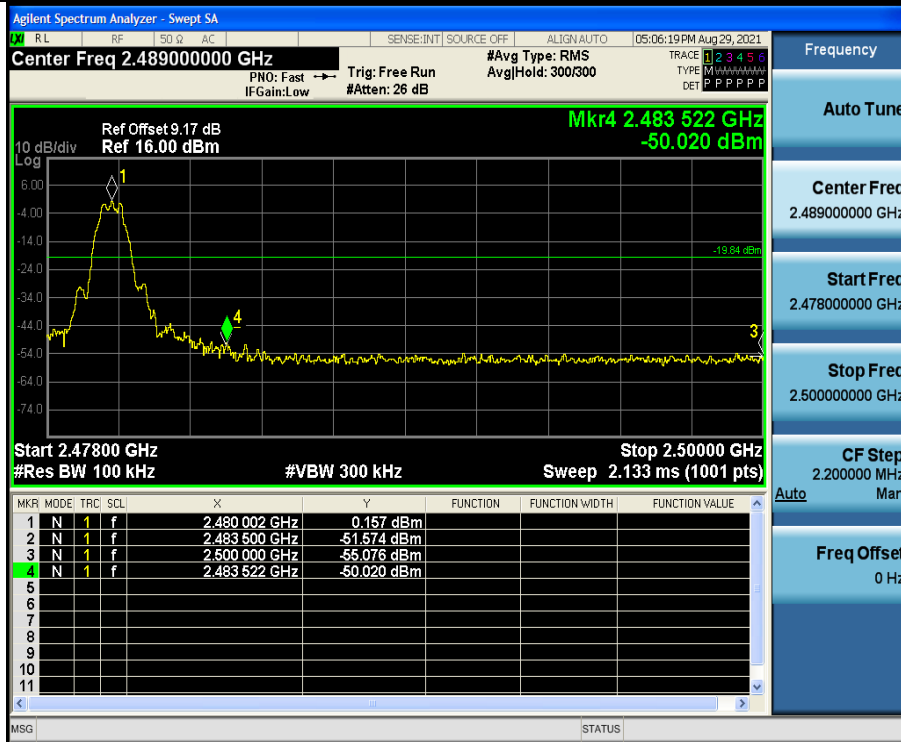 Agilent Spectrum Analyzer - Swept SA
LXI RL RF 50 Ω AC SENSE:INT SOURCE OFF ALIGN AUTO 05:06:19 PM Aug 29, 2021
Center Freq 2.489000000 GHz
#Avg Type: RMS
TRACE 1 2 3 4 5 6
PNO: Fast Trig: Free Run Avg|Hold: 300/300 TYPE M WWWWW
IFGain:Low #Atten: 26 dB DET P P P P P P
Mkr4 2.483 522 GHz
-50.020 dBm
Ref Offset 9.17 dB
10 dB/div Ref 16.00 dBm
Log
6.00
-4.00
-14.0
-24.0
-34.0
-44.0
-54.0
-64.0
-74.0
1
4
3
-19.84 dBm
Start 2.47800 GHz Stop 2.50000 GHz
#Res BW 100 kHz #VBW 300 kHz Sweep 2.133 ms (1001 pts)
MKR MODE TRC SCL X Y FUNCTION FUNCTION WIDTH FUNCTION VALUE
1 N 1 f 2.480 002 GHz 0.157 dBm
2 N 1 f 2.483 500 GHz -51.574 dBm
3 N 1 f 2.500 000 GHz -55.076 dBm
4 N 1 f 2.483 522 GHz -50.020 dBm
5
6
7
8
9
10
11
MSG STATUS
Frequency
Auto Tune
Center Freq
2.489000000 GHz
Start Freq
2.478000000 GHz
Stop Freq
2.500000000 GHz
CF Step
2.200000 MHz
Auto Man
Freq Offset
0 Hz